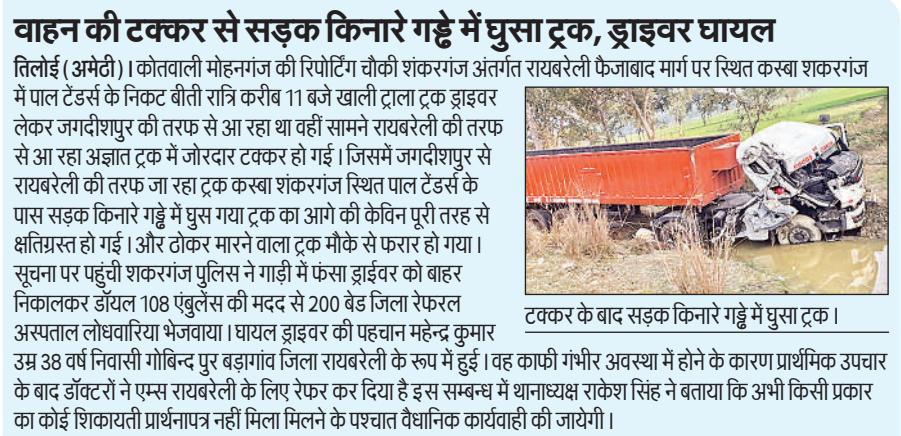 वाहन की टक्कर से सड़क किनारे गड्ढे में घुसा ट्रक, ड्राइवर घायल
तिलोई ( अमेठी ) । कोतवाली मोहनगंज की रिपोर्टिंग चौकी शंकरगंज अंतर्गत रायबरेली फैजाबाद मार्ग पर स्थित कस्बा शकरगंज
में पाल टेंडर्स के निकट बीती रात्रि करीब 11 बजे खाली ट्राला ट्रक ड्राइवर
लेकर जगदीशपुर की तरफ से आ रहा था वहीं सामने रायबरेली की तरफ
से आ रहा अज्ञात ट्रक में जोरदार टक्कर हो गई । जिसमें जगदीशपुर से
रायबरेली की तरफ जा रहा ट्रक कस्बा शंकरगंज स्थित पाल टेंडर्स के
पास सड़क किनारे गड्ढे में घुस गया ट्रक का आगे की केविन पूरी तरह से
क्षतिग्रस्त हो गई । और ठोकर मारने वाला ट्रक मौके से फरार हो गया ।
सूचना पर पहुंची शकरगंज पुलिस ने गाड़ी में फंसा ड्राईवर को बाहर
निकालकर डॉयल 108 एंबुलेंस की मदद से 200 बेड जिला रेफरल
अस्पताल लोधवारिया भेजवाया । घायल ड्राइवर की पहचान महेन्द्र कुमार
उम्र 38 वर्ष निवासी गोबिन्द पुर बड़ागांव जिला रायबरेली के रूप में हुई । वह काफी गंभीर अवस्था में होने के कारण प्रार्थमिक उपचार
के बाद डॉक्टरों ने एम्स रायबरेली के लिए रेफर कर दिया है इस सम्बन्ध में थानाध्यक्ष राकेश सिंह ने बताया कि अभी किसी प्रकार
का कोई शिकायती प्रार्थनापत्र नहीं मिला मिलने के पश्चात वैधानिक कार्यवाही की जायेगी ।
टक्कर के बाद सड़क किनारे गड्ढे में घुसा ट्रक ।